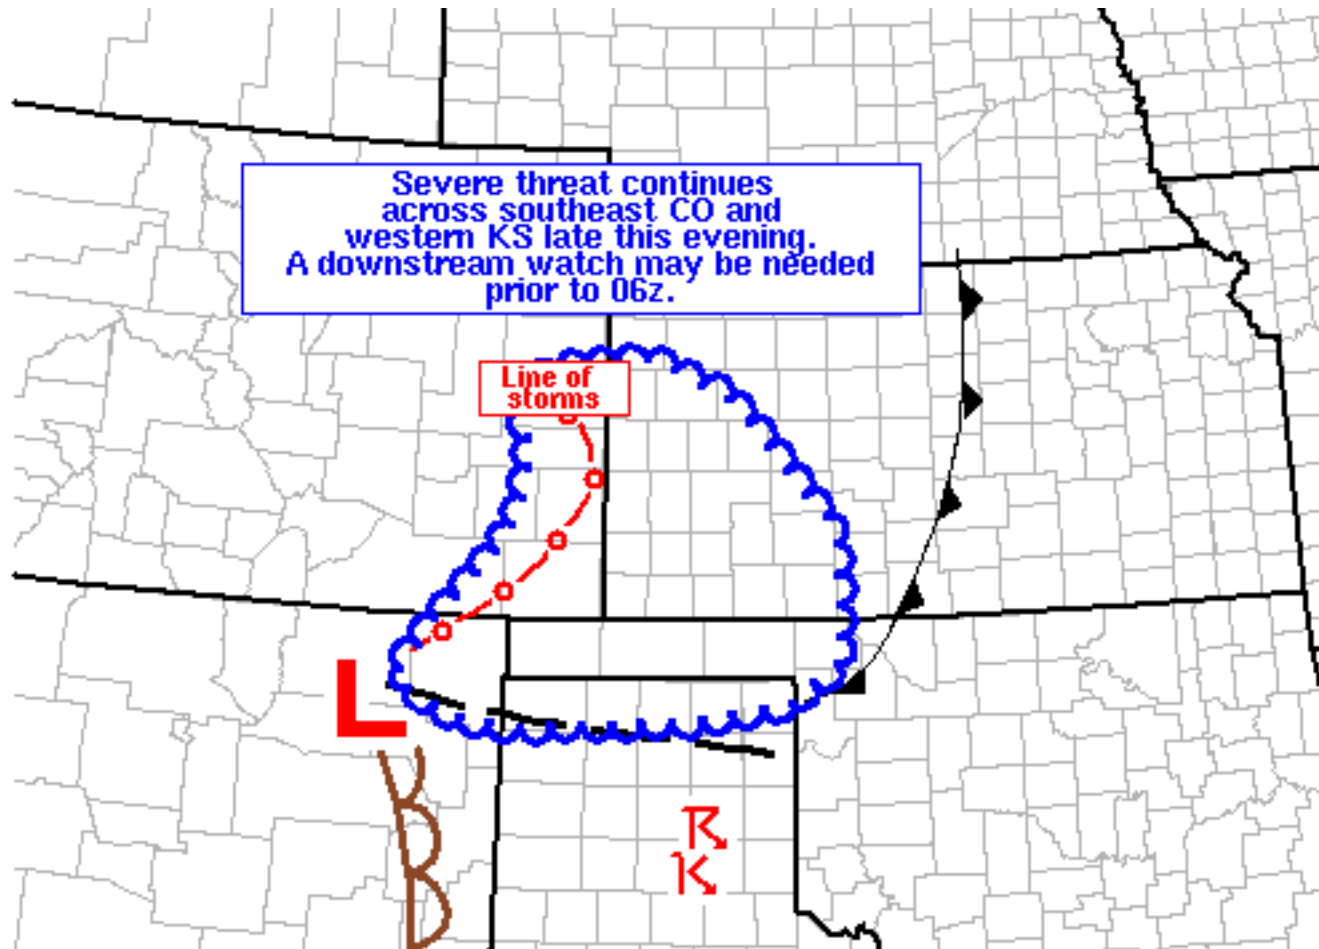 Severe threat continues
across southeast CO and
western KS late this evening.
A downstream watch may be needed
prior to 06z.
Line of
storms
L